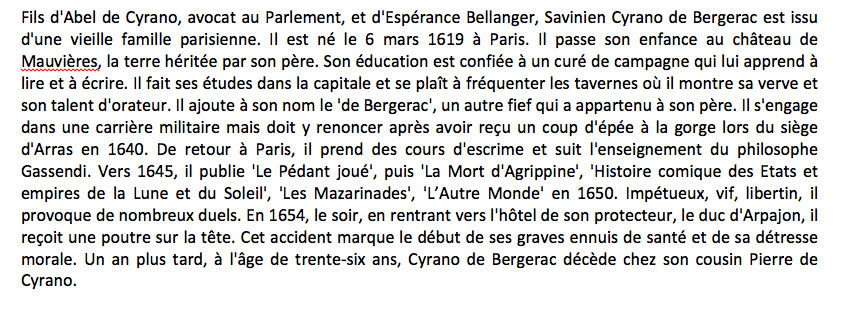 Fils d'Abel de Cyrano, avocat au Parlement, et d'Espérance Bellanger, Savinien Cyrano de Bergerac est issu
d'une vieille famille parisienne. Il est né le 6 mars 1619 à Paris. Il passe son enfance au château de
Mauvières, la terre héritée par son père. Son éducation est confiée à un curé de campagne qui lui apprend à
lire et à écrire. Il fait ses études dans la capitale et se plaît à fréquenter les tavernes où il montre sa verve et
son talent d'orateur. Il ajoute à son nom le 'de Bergerac', un autre fief qui a appartenu à son père. Il s'engage
dans une carrière militaire mais doit y renoncer après avoir reçu un coup d'épée à la gorge lors du siège
d'Arras en 1640. De retour à Paris, il prend des cours d'escrime et suit l'enseignement du philosophe
Gassendi. Vers 1645, il publie 'Le Pédant joué', puis 'La Mort d'Agrippine', 'Histoire comique des Etats et
empires de la Lune et du Soleil', 'Les Mazarinades', 'L’Autre Monde' en 1650. Impétueux, vif, libertin, il
provoque de nombreux duels. En 1654, le soir, en rentrant vers l'hôtel de son protecteur, le duc d'Arpajon, il
reçoit une poutre sur la tête. Cet accident marque le début de ses graves ennuis de santé et de sa détresse
morale. Un an plus tard, à l'âge de trente-six ans, Cyrano de Bergerac décède chez son cousin Pierre de
Cyrano.